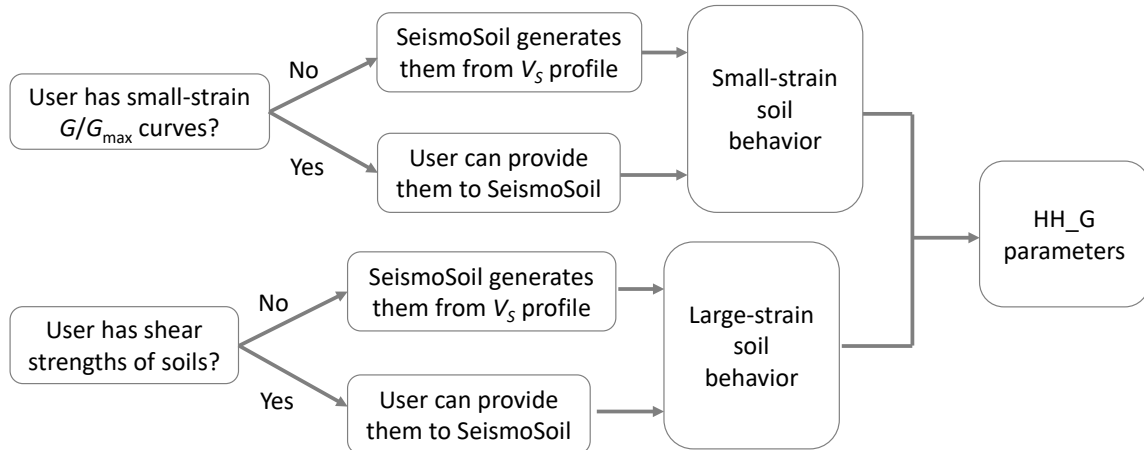 User has small-strain
G/Gmax curves?
No
Yes
SeismoSoil generates
them from VS profile
User can provide
them to SeismoSoil
Small-strain
soil
behavior
User has shear
strengths of soils?
No
Yes
SeismoSoil generates
them from VS profile
User can provide
them to SeismoSoil
Large-strain
soil
behavior
HH_G
parameters